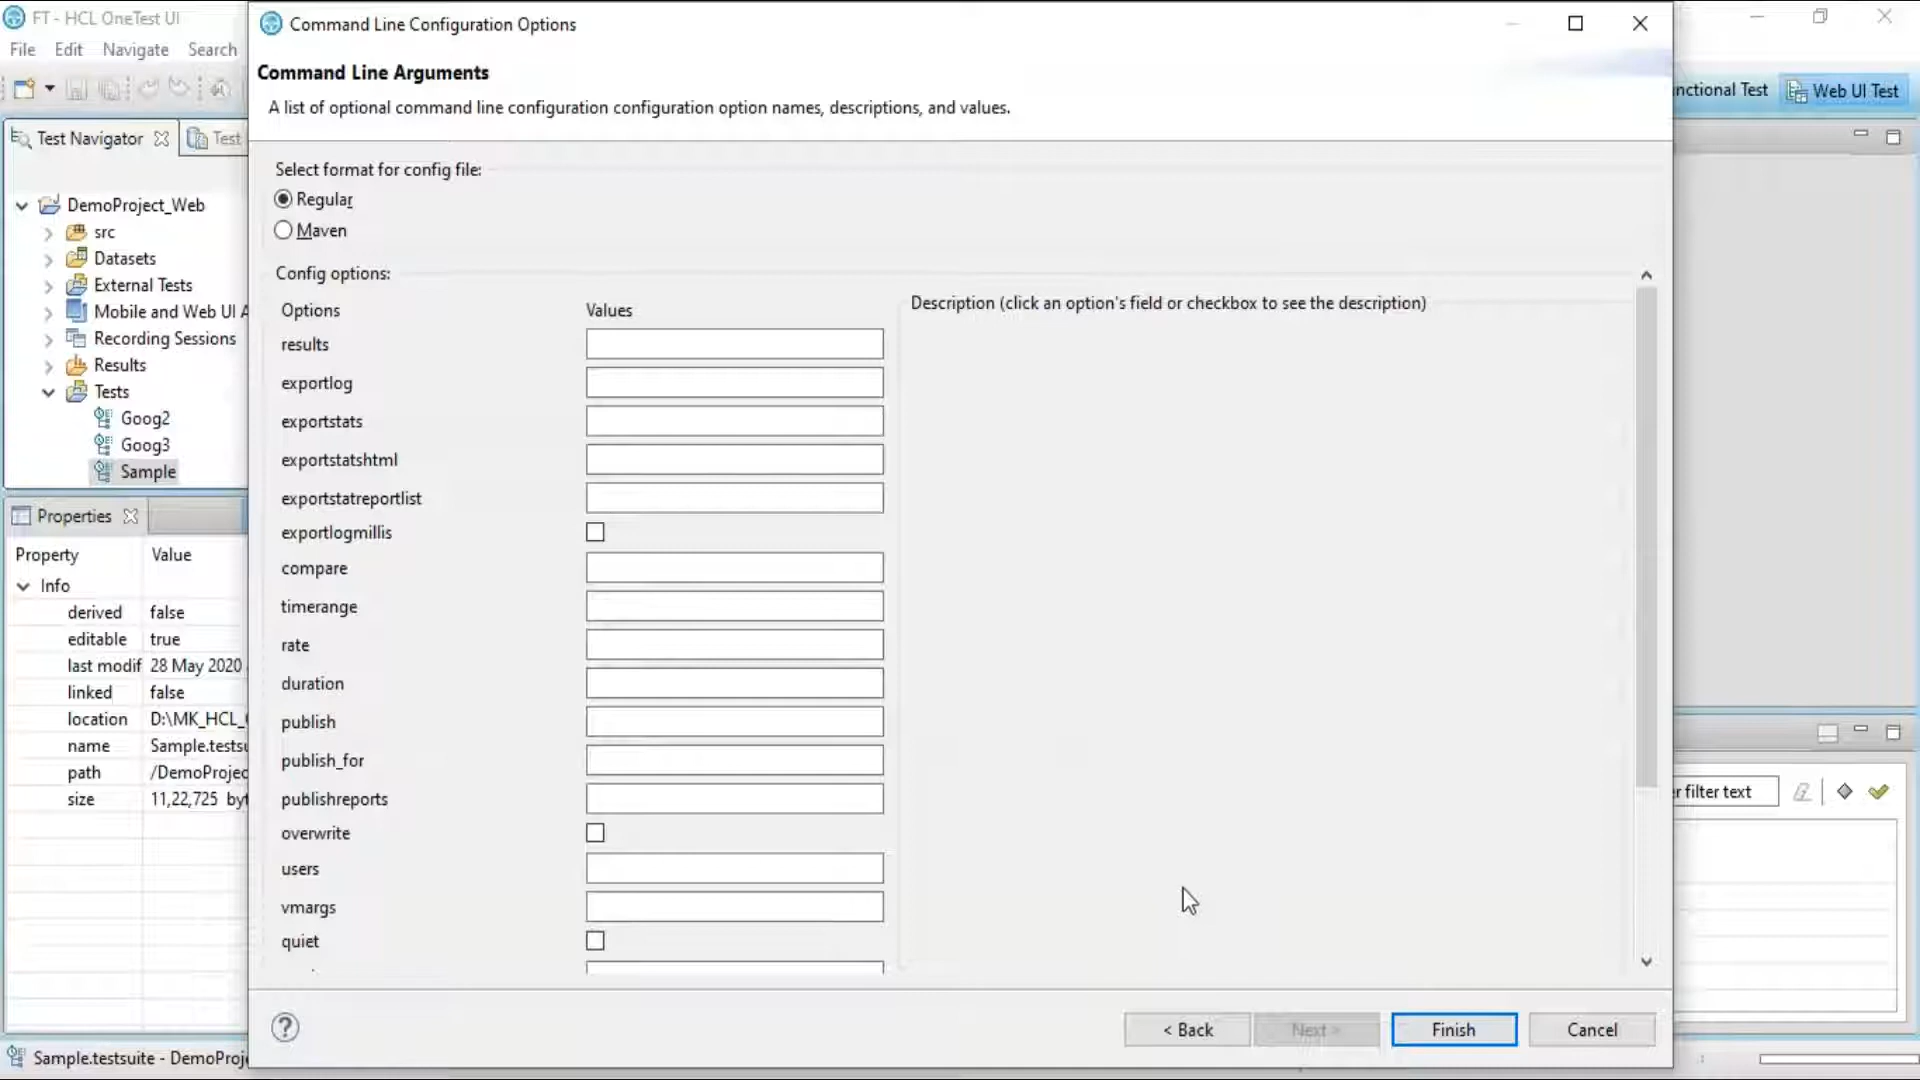 FT - HCL OneTest UI
File Edit Navigate Search
Test Navigator
Test
DemoProject_Web
src
Datasets
External Tests
Mobile and Web UI A
Recording Sessions
Results
Tests
Goog2
Goog3
Sample
Properties
Property Value
Info
derived false
editable true
last modif 28 May 2020
linked false
location D:\MK_HCL_
name Sample.testsu
path /DemoProjec
size 11,22,725 byt
Sample.testsuite - DemoProje
Command Line Configuration Options
Command Line Arguments
A list of optional command line configuration configuration option names, descriptions, and values.
Select format for config file:
Regular
Maven
Config options:
Options Values
Description (click an option's field or checkbox to see the description)
results
exportlog
exportstats
exportstatshtml
exportstatreportlist
exportlogmillis
compare
timerange
rate
duration
publish
publish_for
publishreports
overwrite
users
vmargs
quiet
?
< Back Next > Finish Cancel
nctional Test
Web UI Test
r filter text